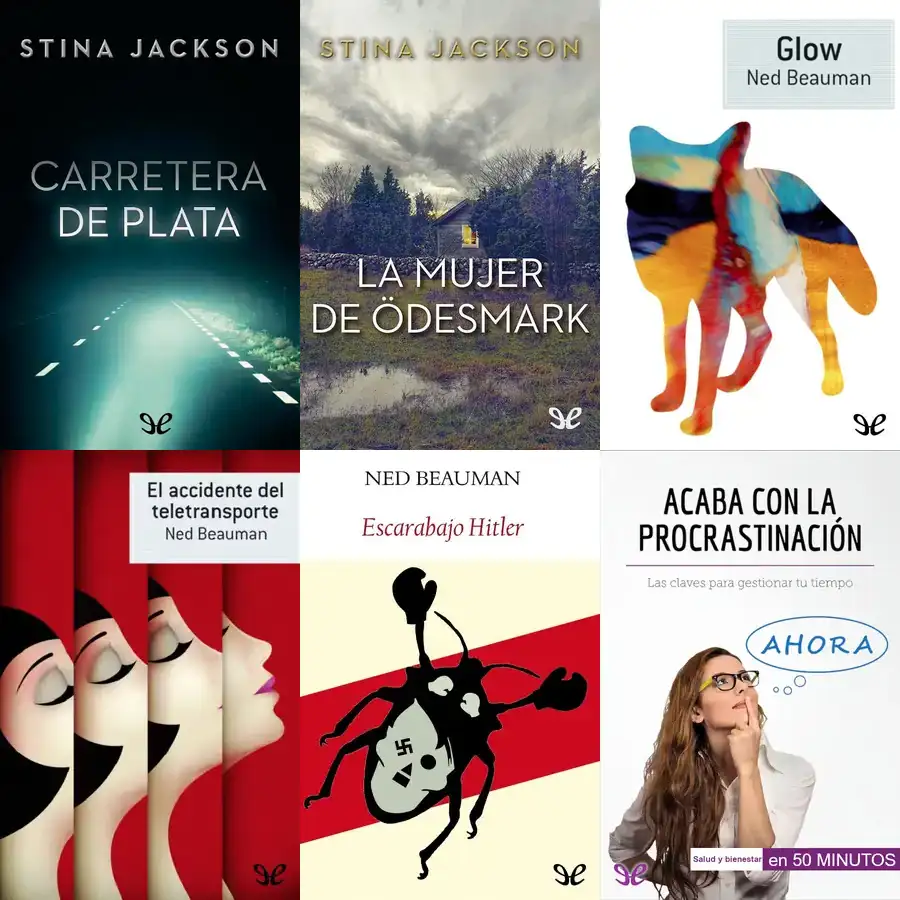 STINA JACKSON
CARRETERA
DE PLATA
STINA JACKSON
LA MUJER
DE ÖDESMARK
Glow
Ned Beauman
El accidente del
teletransporte
Ned Beauman
NED BEAUMAN
Escarabajo Hitler
ACABA CON LA
PROCRASTINACIÓN
Las claves para gestionar tu tiempo
AHORA
Salud y bienestar
en 50 MINUTOS